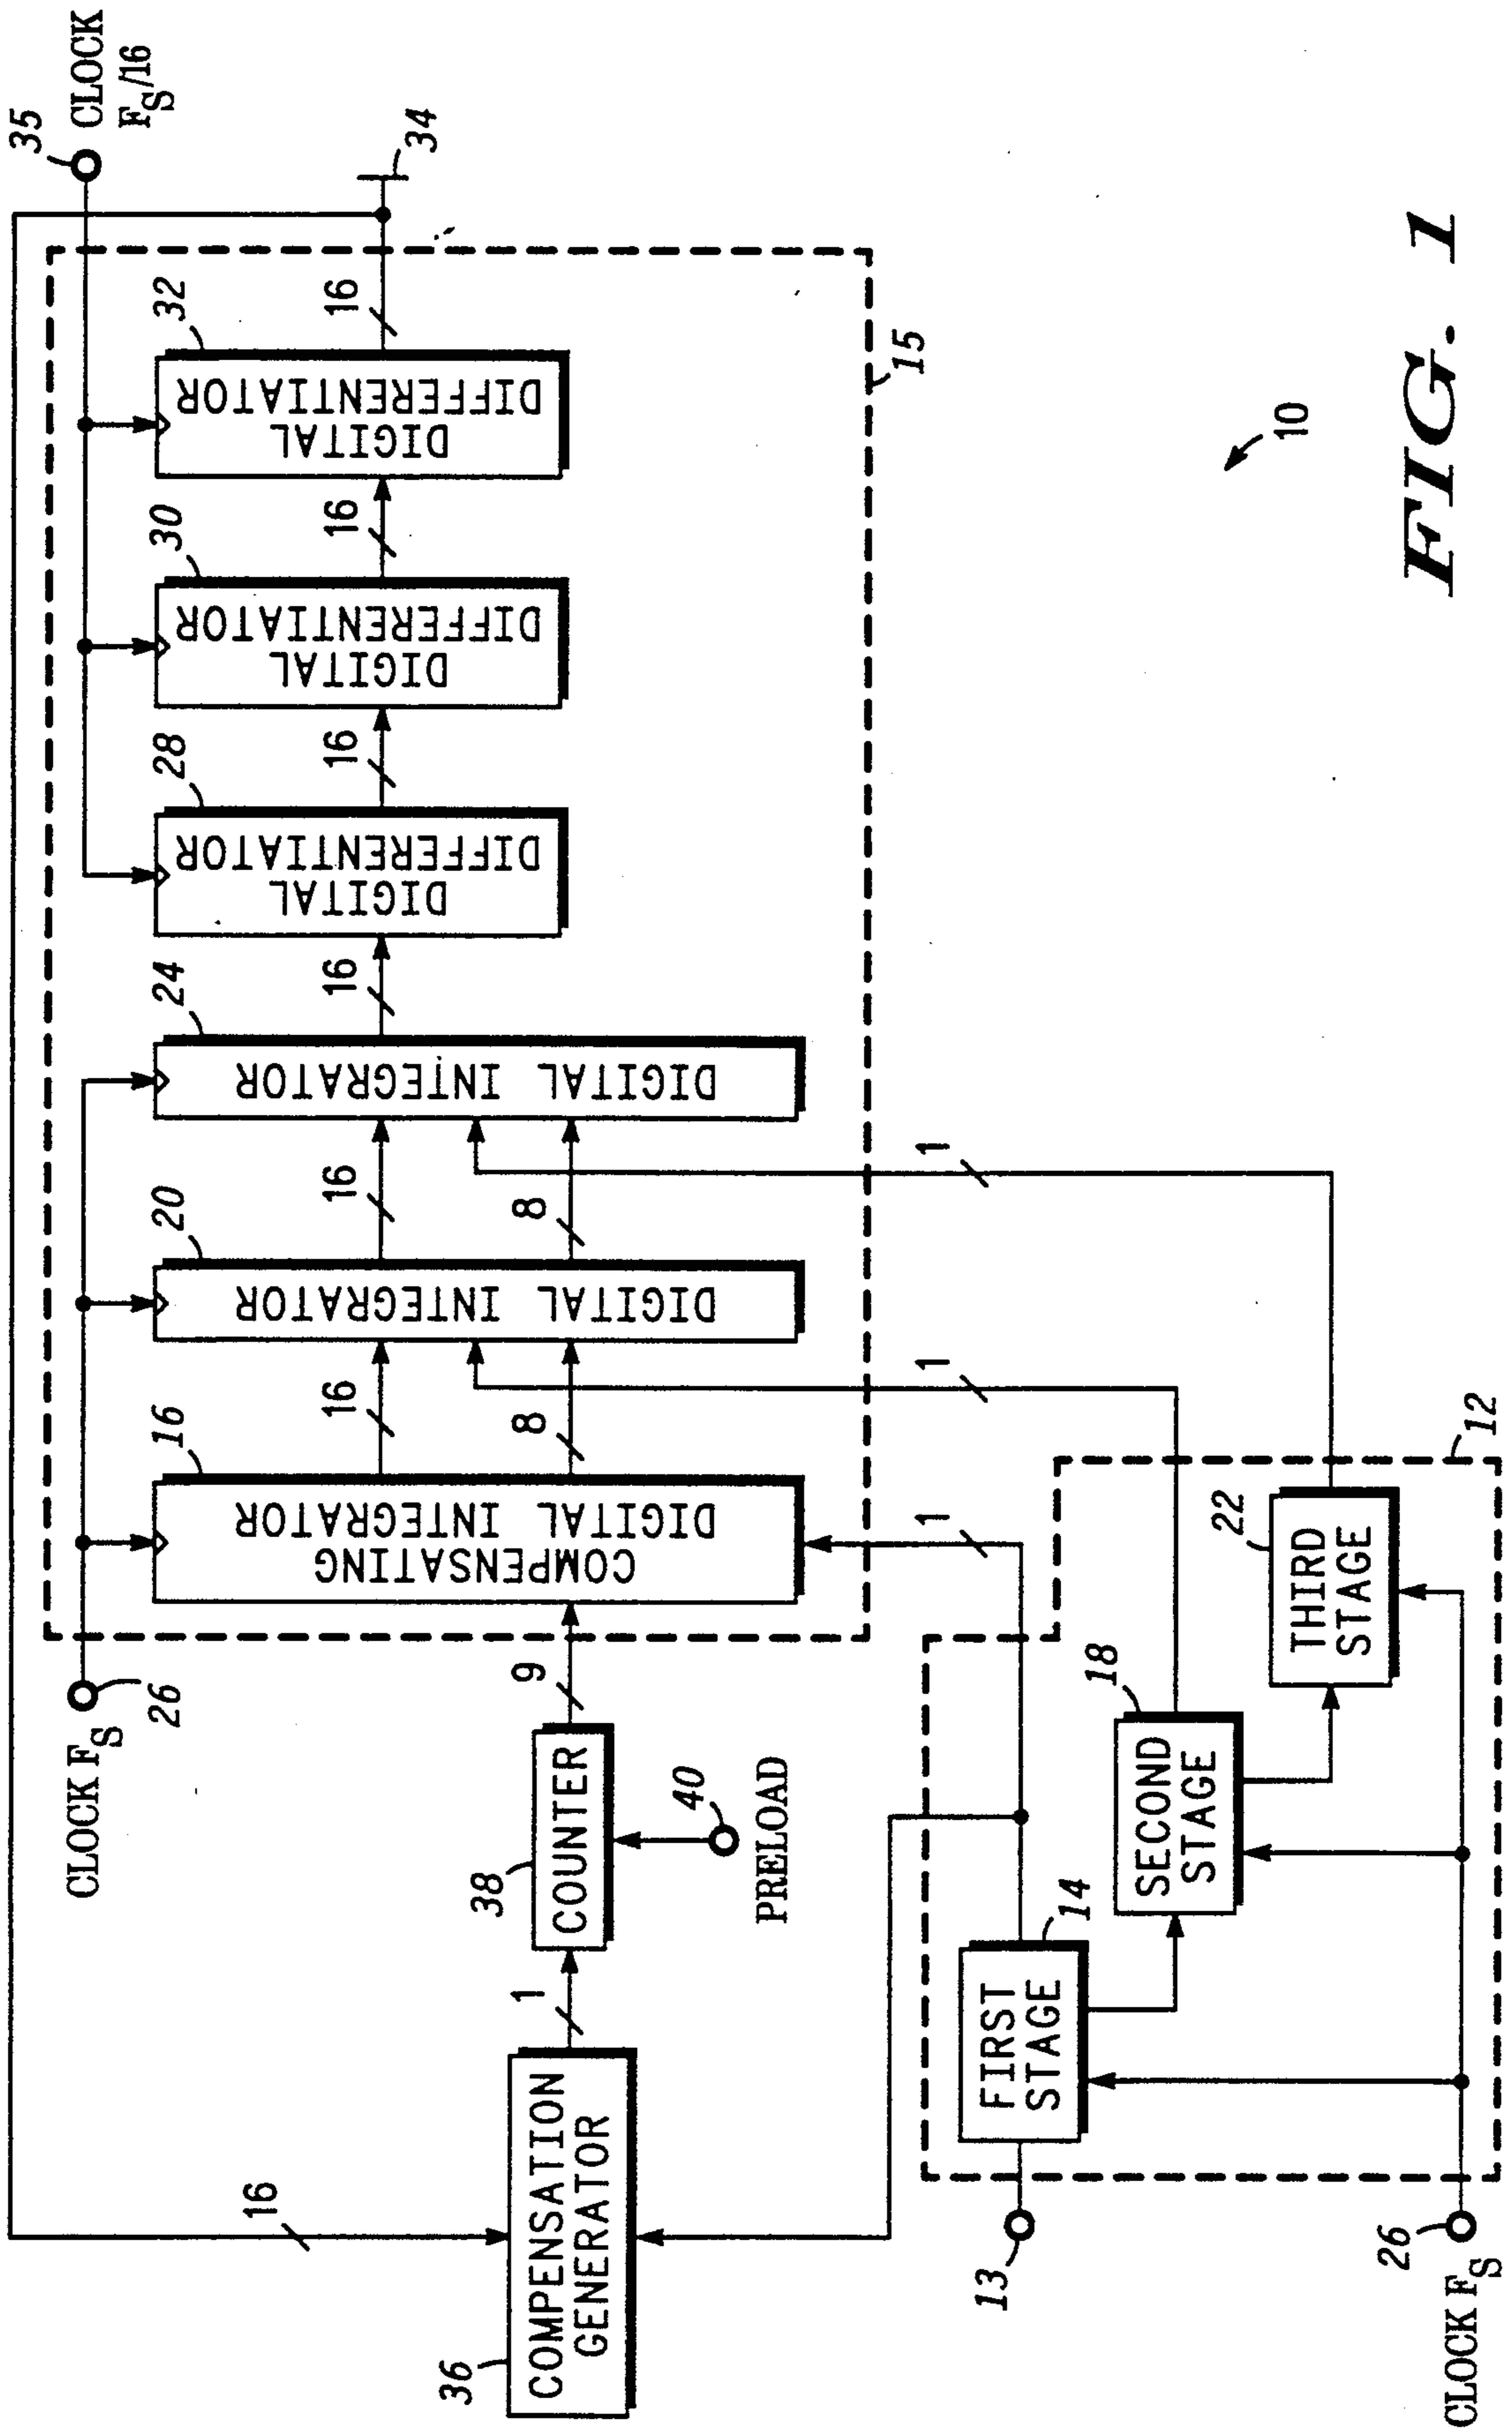 CLOCK
F_S/16
35
CLOCK F_S
26
16
COMPENSATING
DIGITAL INTEGRATOR
20
DIGITAL INTEGRATOR
24
DIGITAL INTEGRATOR
28
DIGITAL
DIFFERENTIATOR
30
DIGITAL
DIFFERENTIATOR
32
DIGITAL
DIFFERENTIATOR
16
16
16
16
16
16
34
8
8
15
16
36
COMPENSATION
GENERATOR
1
38
COUNTER
9
40
PRELOAD
1
1
1
13
FIRST
STAGE
14
SECOND
STAGE
18
THIRD
STAGE
22
12
26
CLOCK F_S
10
FIG. 1